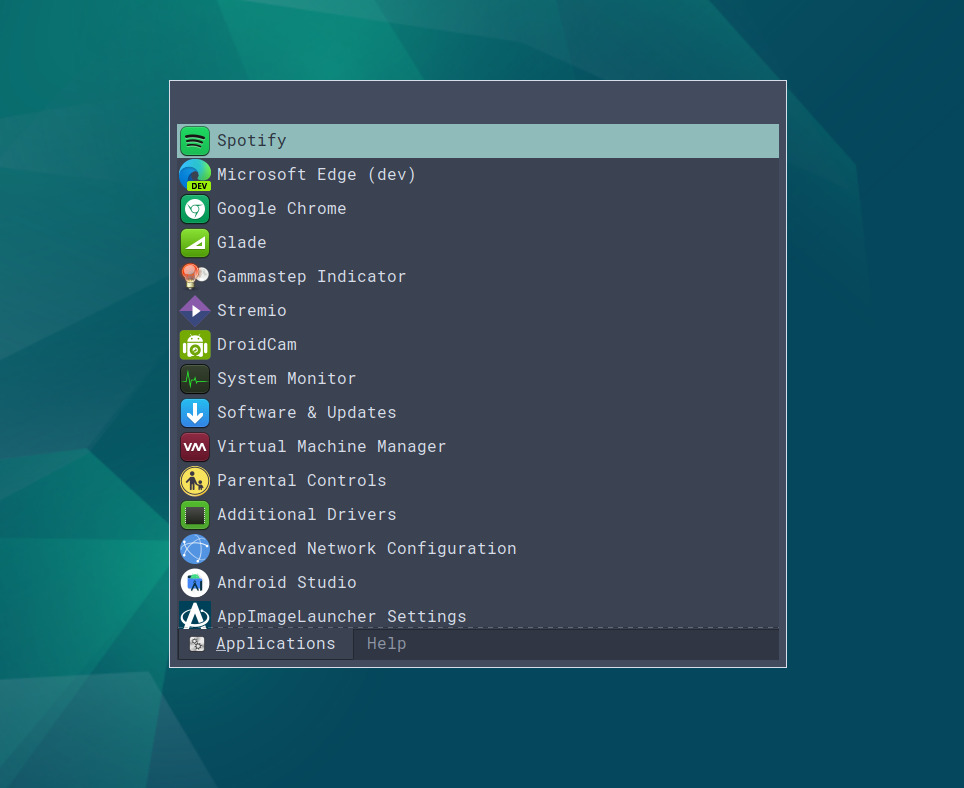 Spotify
DEV
Microsoft Edge (dev)
Google Chrome
Glade
Gammastep Indicator
Stremio
DroidCam
System Monitor
Software & Updates
Virtual Machine Manager
Parental Controls
Additional Drivers
Advanced Network Configuration
Android Studio
AppImageLauncher Settings
Applications Help